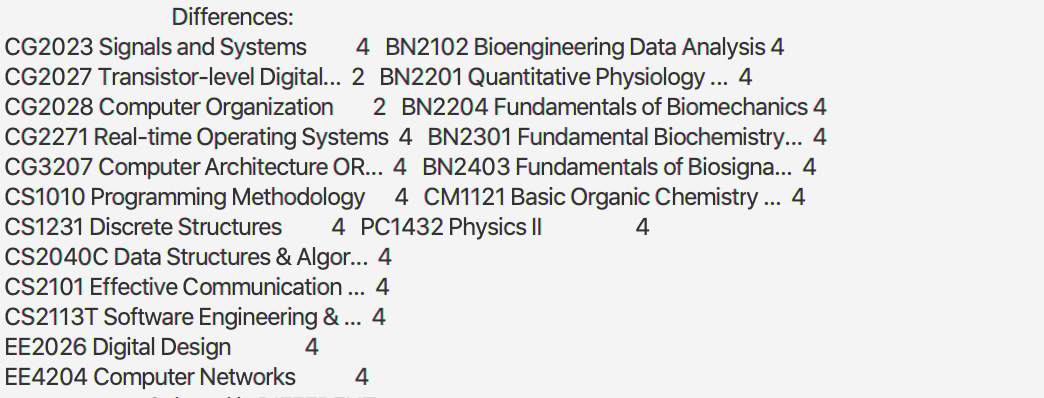 Differences:
CG2023 Signals and Systems 4 BN2102 Bioengineering Data Analysis 4
CG2027 Transistor-level Digital... 2 BN2201 Quantitative Physiology ... 4
CG2028 Computer Organization 2 BN2204 Fundamentals of Biomechanics 4
CG2271 Real-time Operating Systems 4 BN2301 Fundamental Biochemistry... 4
CG3207 Computer Architecture OR... 4 BN2403 Fundamentals of Biosigna... 4
CS1010 Programming Methodology 4 CM1121 Basic Organic Chemistry ... 4
CS1231 Discrete Structures 4 PC1432 Physics II 4
CS2040C Data Structures & Algor... 4
CS2101 Effective Communication ... 4
CS2113T Software Engineering & ... 4
EE2026 Digital Design 4
EE4204 Computer Networks 4